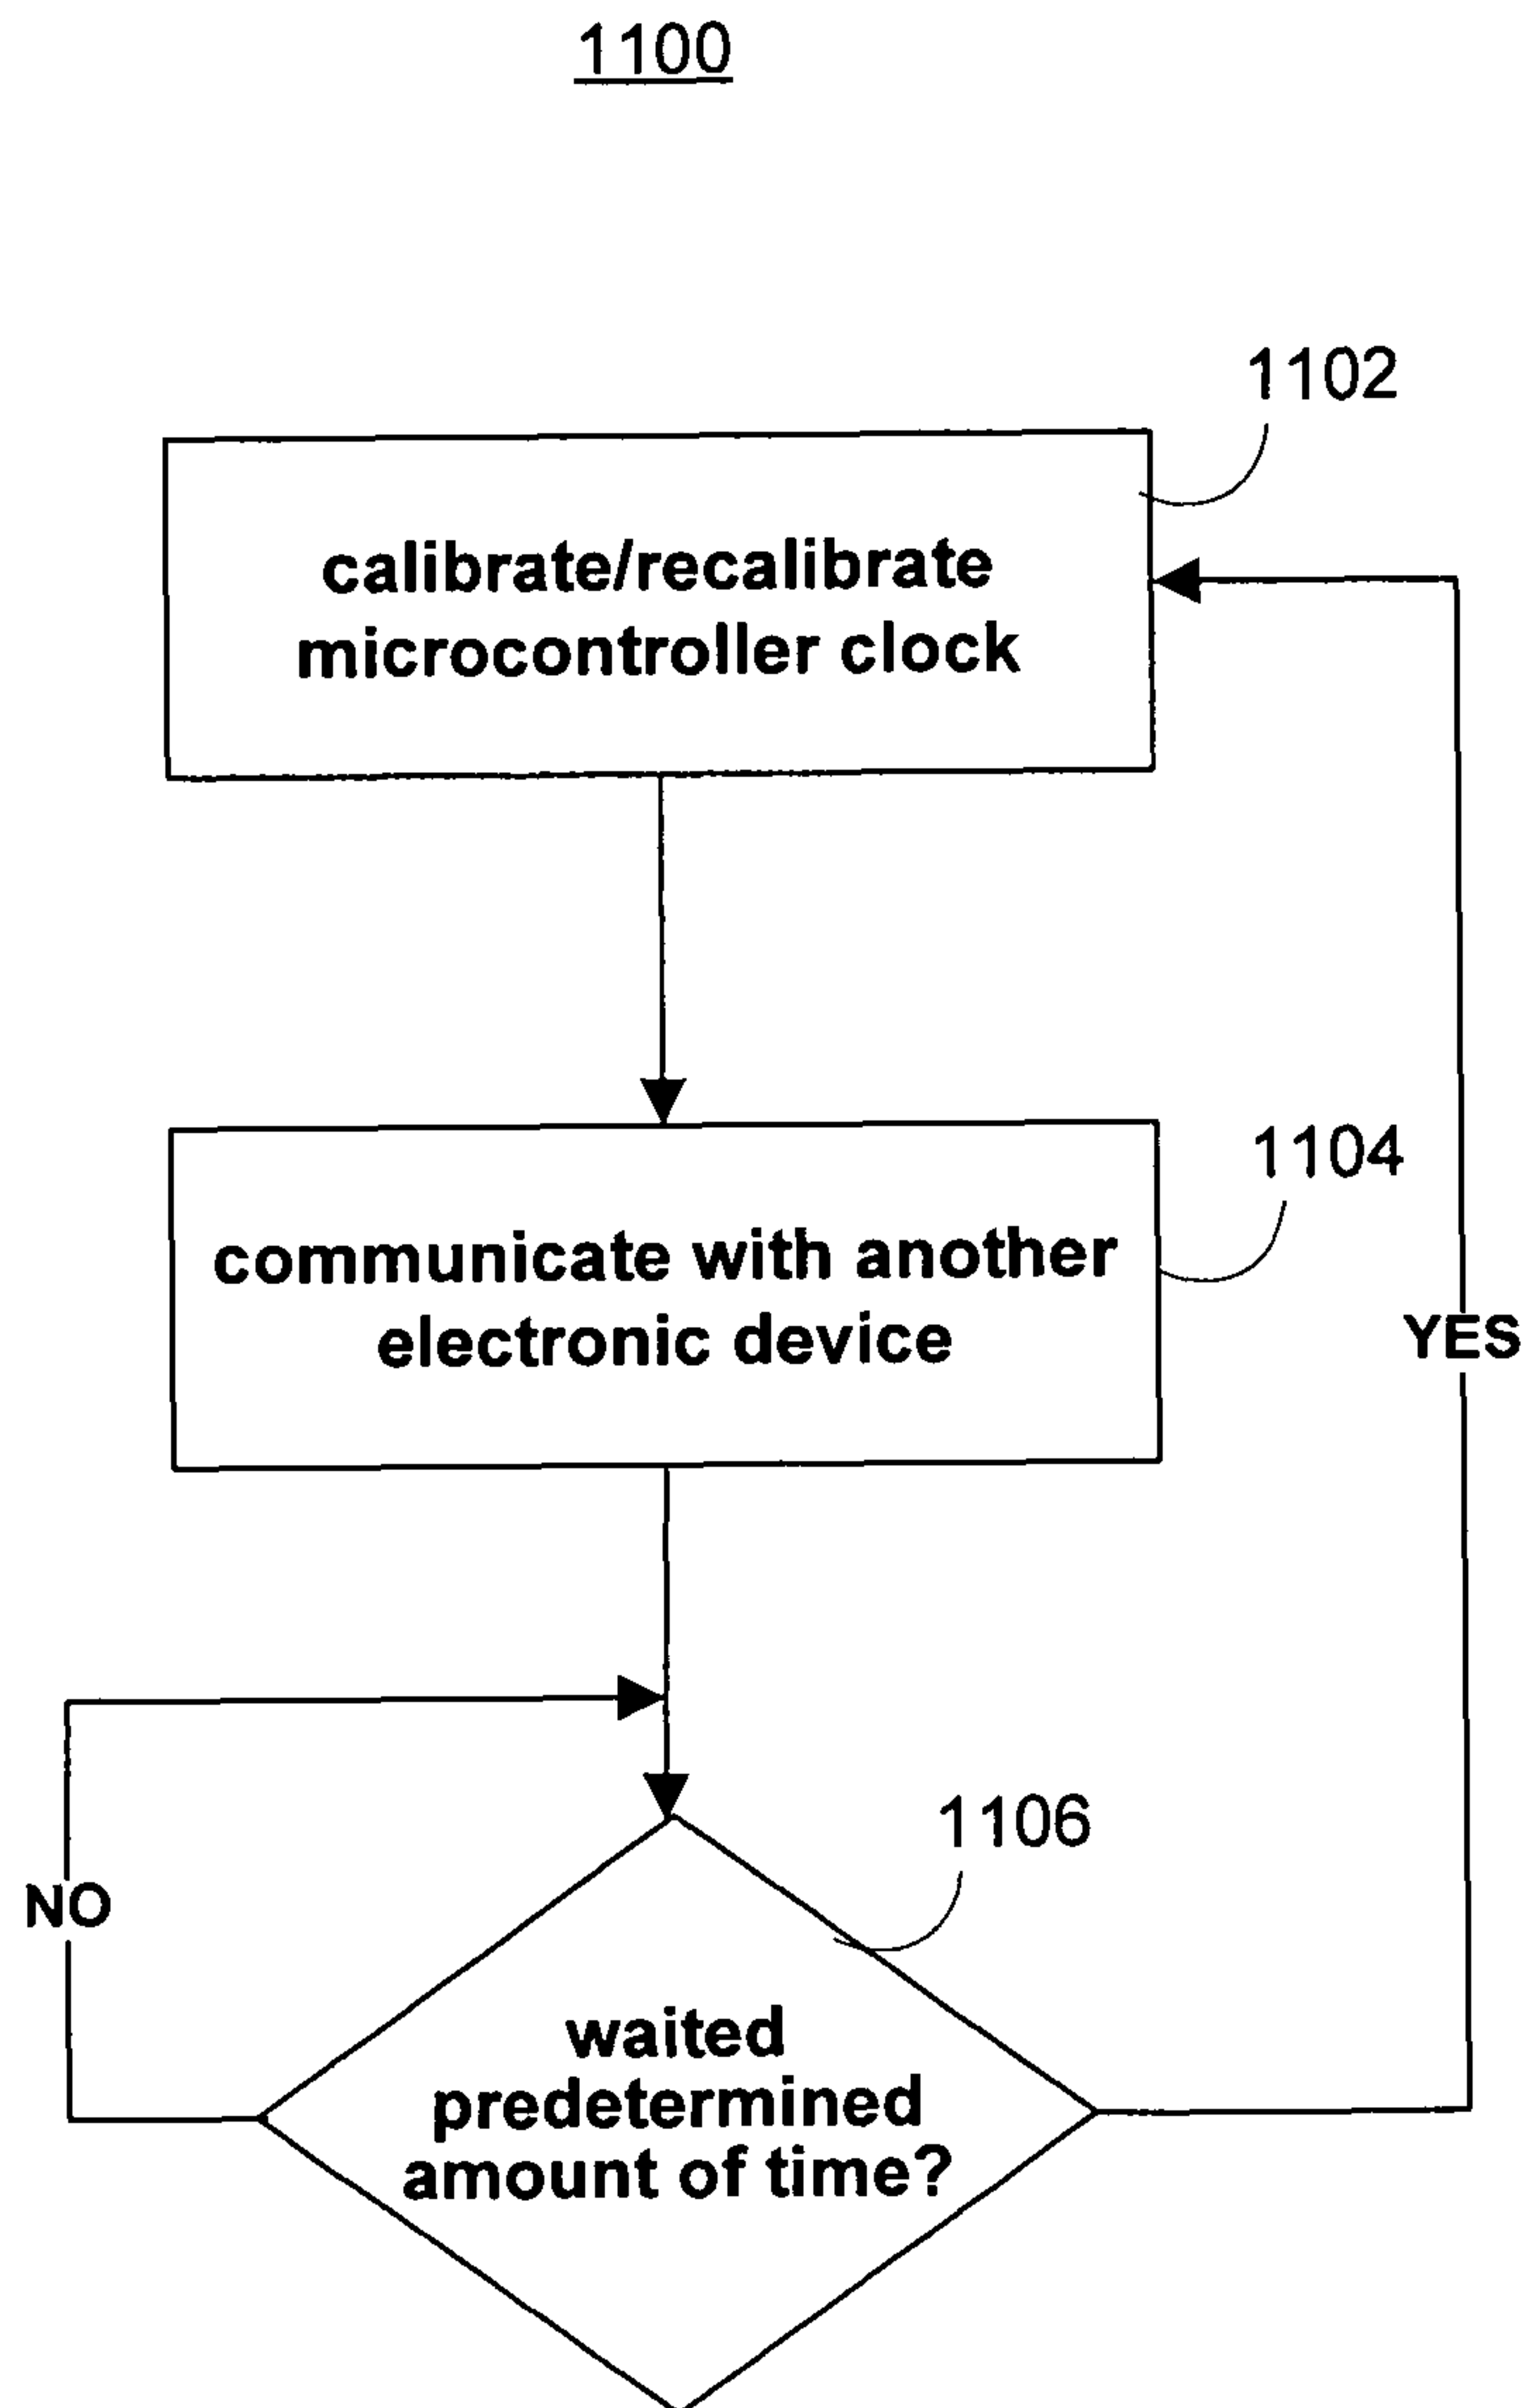 1100
1102
calibrate/recalibrate
microcontroller clock
1104
communicate with another
electronic device
YES
1106
NO
waited
predetermined
amount of time?